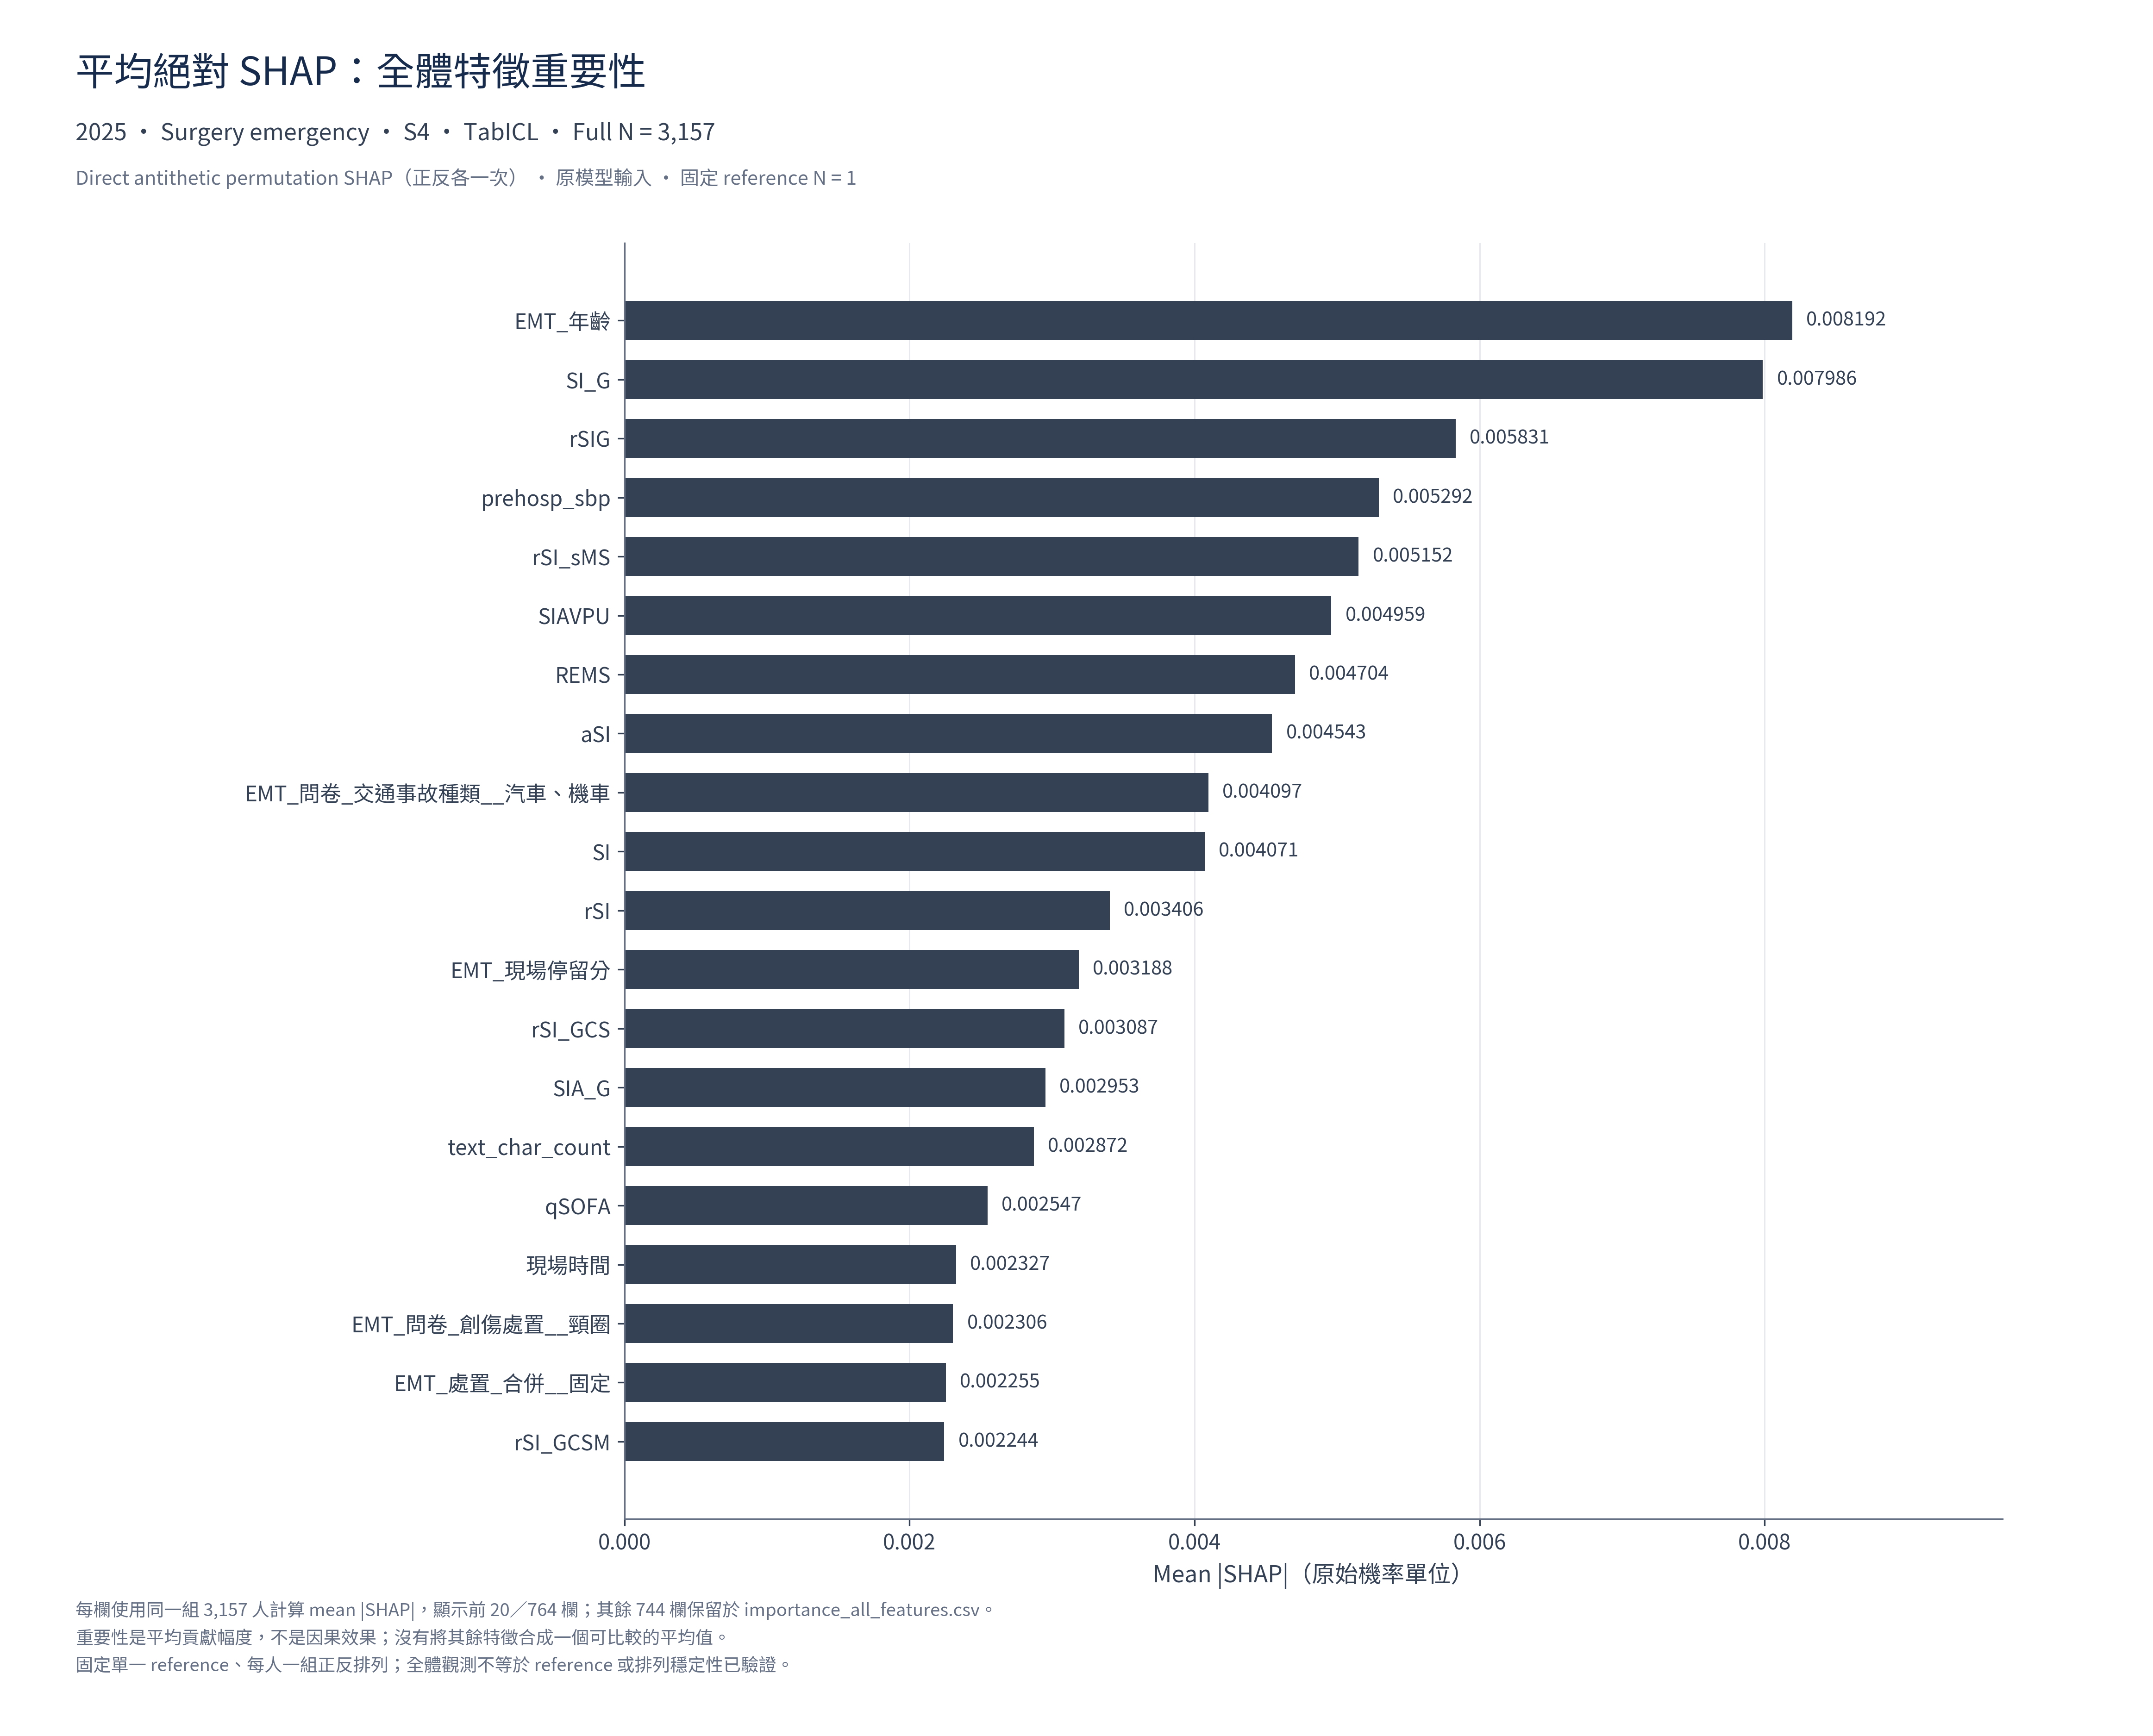 平均絕對 SHAP：全體特徵重要性
2025 • Surgery emergency • S4 • TabICL • Full N = 3,157
Direct antithetic permutation SHAP（正反各一次） • 原模型輸入 • 固定 reference N = 1
EMT_年齡 0.008192
SI_G 0.007986
rSIG 0.005831
prehosp_sbp 0.005292
rSI_sMS 0.005152
SIAVPU 0.004959
REMS 0.004704
aSI 0.004543
EMT_問卷_交通事故種類__汽車、機車 0.004097
SI 0.004071
rSI 0.003406
EMT_現場停留分 0.003188
rSI_GCS 0.003087
SIA_G 0.002953
text_char_count 0.002872
qSOFA 0.002547
現場時間 0.002327
EMT_問卷_創傷處置__頸圈 0.002306
EMT_處置_合併__固定 0.002255
rSI_GCSM 0.002244
0.000 0.002 0.004 0.006 0.008
Mean |SHAP|（原始機率單位）
每欄使用同一組 3,157 人計算 mean |SHAP|，顯示前 20／764 欄；其餘 744 欄保留於 importance_all_features.csv。
重要性是平均貢獻幅度，不是因果效果；沒有將其餘特徵合成一個可比較的平均值。
固定單一 reference、每人一組正反排列；全體觀測不等於 reference 或排列穩定性已驗證。